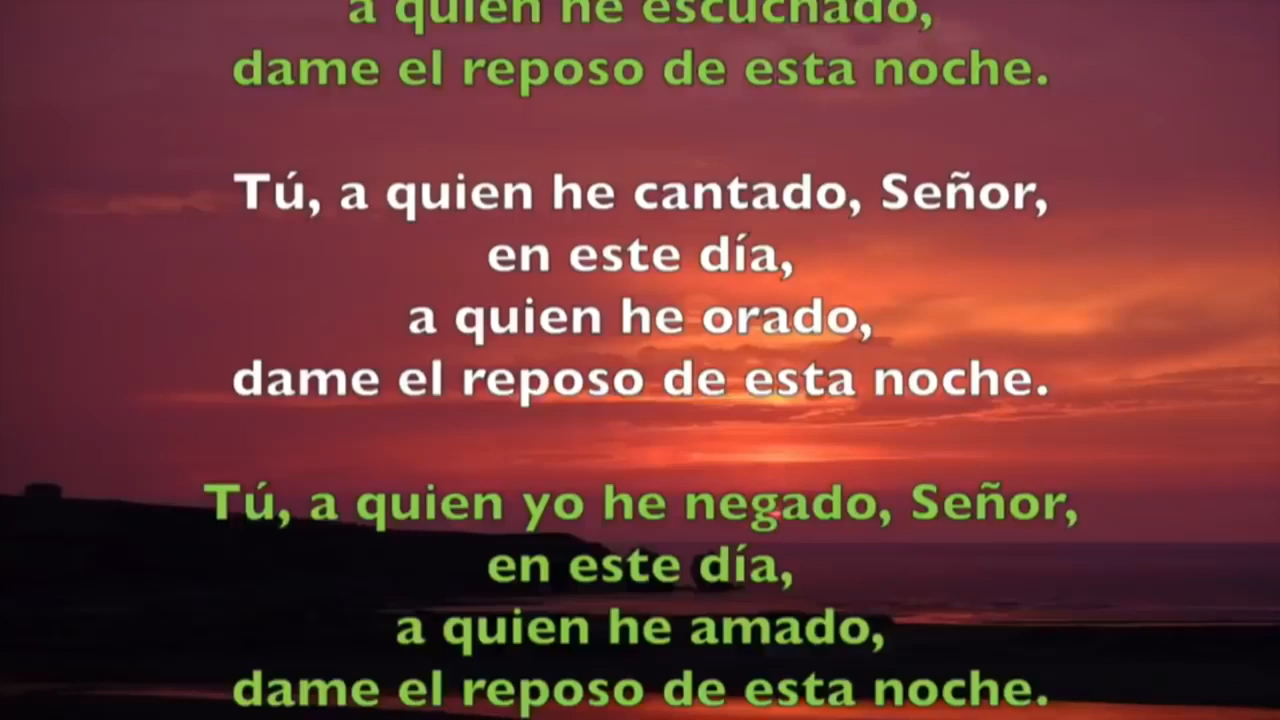 a quien he escuchado,
dame el reposo de esta noche.
Tú, a quien he cantado, Señor,
en este día,
a quien he orado,
dame el reposo de esta noche.
Tú, a quien yo he negado, Señor,
en este día,
a quien he amado,
dame el reposo de esta noche.